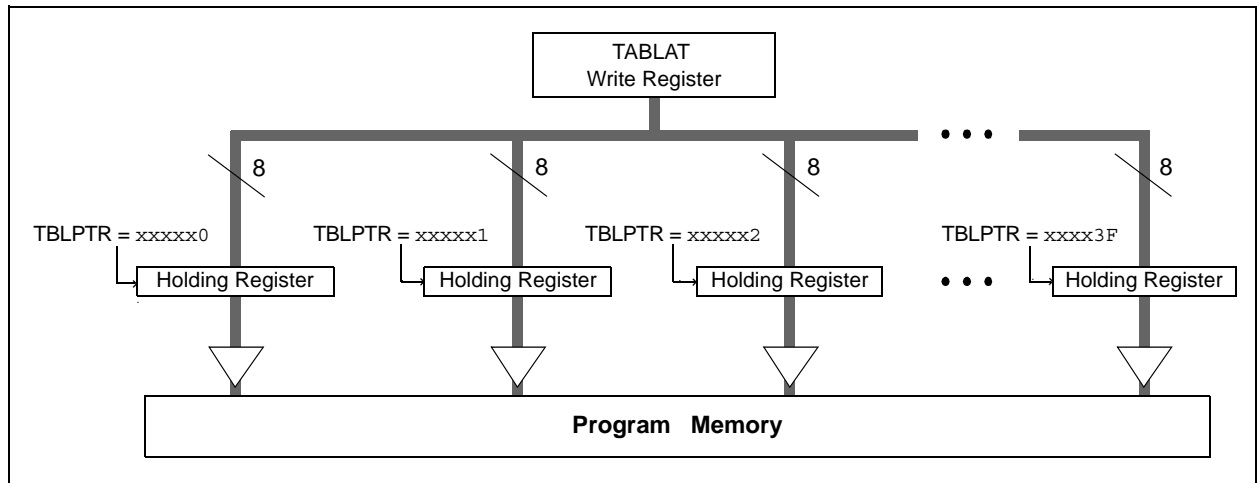 TABLAT
Write Register
8 8 8 8
TBLPTR = xxxxx0 TBLPTR = xxxxx1 TBLPTR = xxxxx2 TBLPTR = xxxx3F
Holding Register Holding Register Holding Register Holding Register
Program Memory